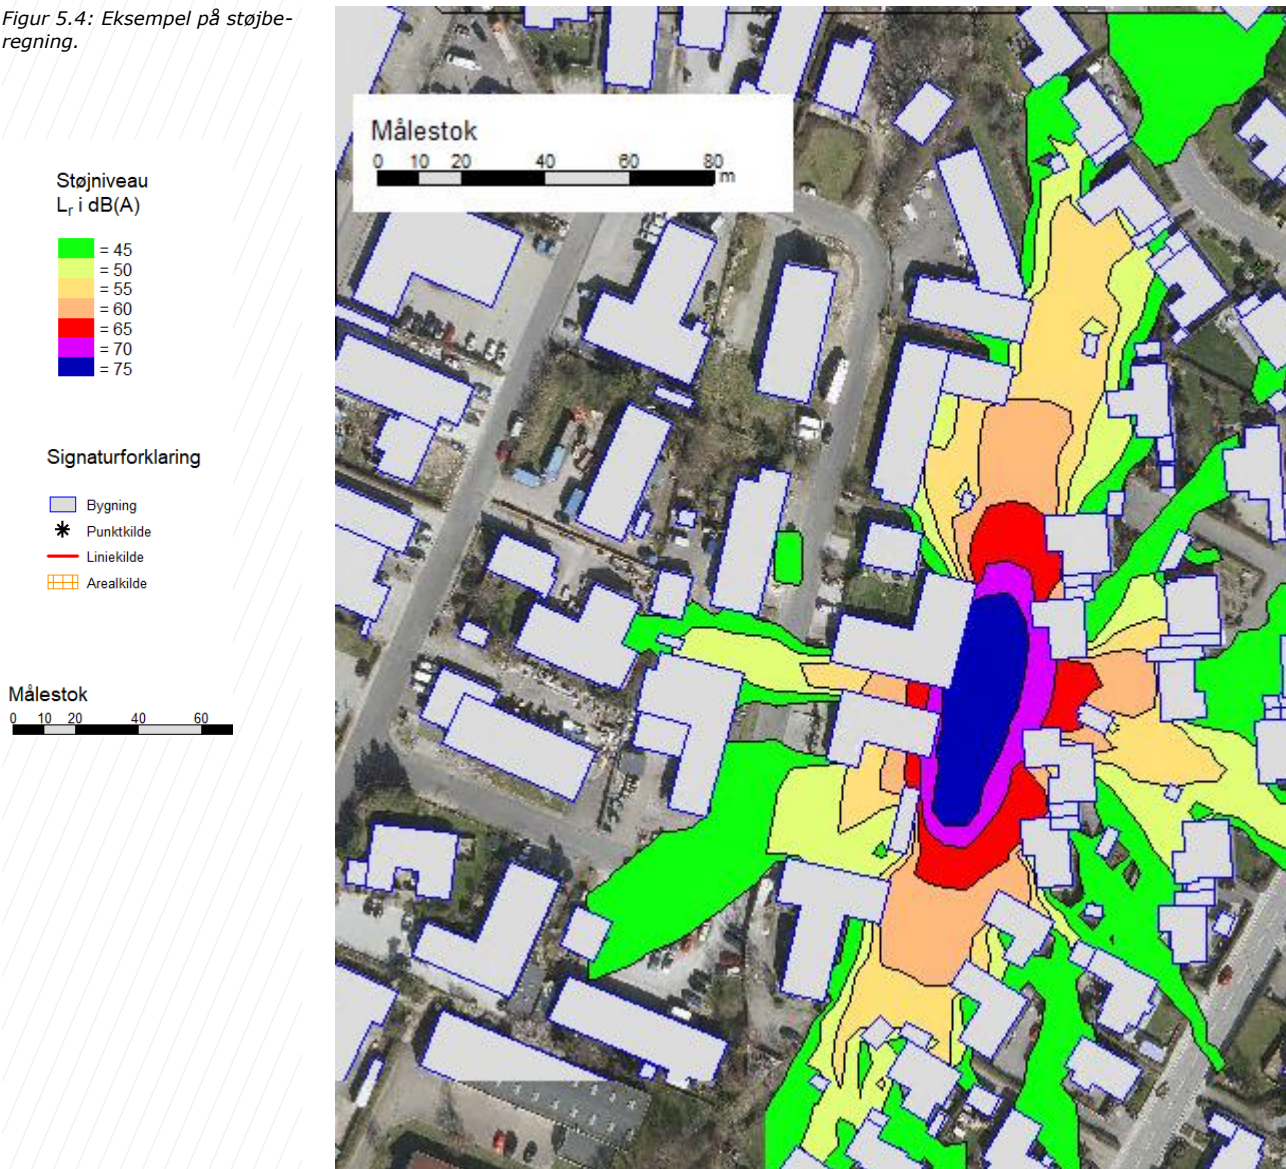 Figur 5.4: Eksempel på støjbe-
regning.
Støjniveau
Lr i dB(A)
= 45
= 50
= 55
= 60
= 65
= 70
= 75
Signaturforklaring
Bygning
Punktkilde
Liniekilde
Arealkilde
Målestok
0 10 20 40 60
Målestok
0 10 20 40 60 80
m